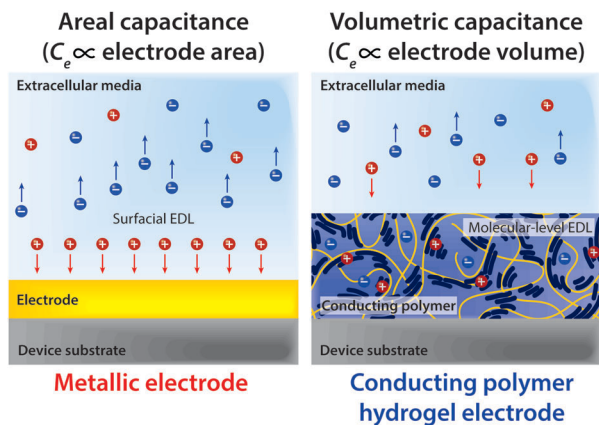 Areal capacitance
(Cₑ ∝ electrode area)
Extracellular media
Surfacial EDL
Electrode
Device substrate
Metallic electrode
Volumetric capacitance
(Cₑ ∝ electrode volume)
Extracellular media
Molecular-level EDL
Conducting polymer
Device substrate
Conducting polymer
hydrogel electrode